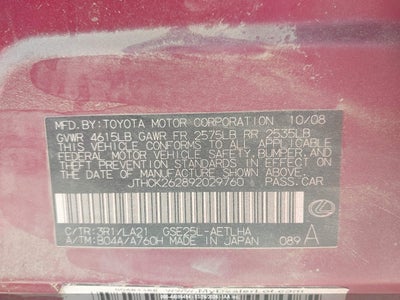 MFD.BY:TOYOTA MOTOR CORPORATION 10/08
GVWR 4615LB GAWR FR 2575LB RR 2535LB
THIS VEHICLE CONFORMS TO ALL APPLICABLE
FEDERAL MOTOR VEHICLE SAFETY, BUMPER, AND
THEFT PREVENTION STANDARDS IN EFFECT ON
THE DATE OF MANUFACTURE SHOWN ABOVE.
JTHCK262892029760 PASS.CAR
C/TR:3R1/LA21 GSE25L-AETLHA
A/TM:B04A/A760H MADE IN JAPAN 089 A
MyDealerLot.com